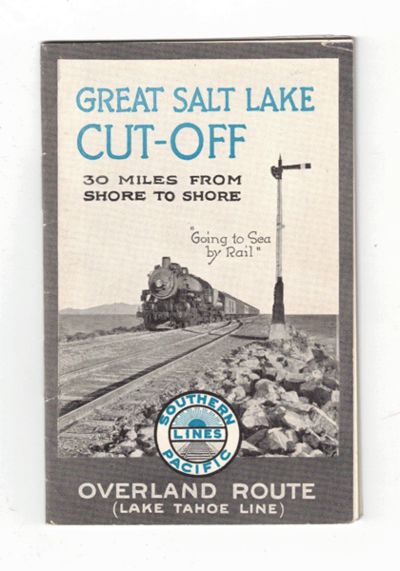 GREAT SALT LAKE
CUT-OFF
30 MILES FROM
SHORE TO SHORE
"Going to Sea
by Rail"
SOUTHERN
LINES
PACIFIC
OVERLAND ROUTE
(LAKE TAHOE LINE)